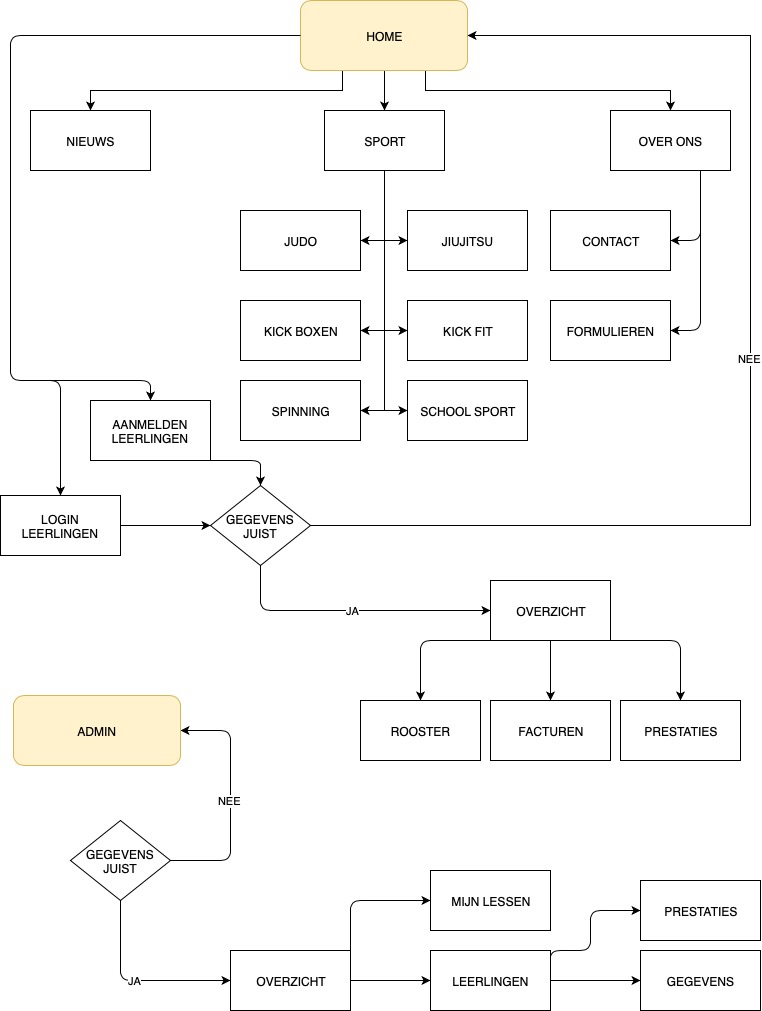 HOME
NIEUWS
SPORT
OVER ONS
JUDO
JIUJITSU
CONTACT
KICK BOXEN
KICK FIT
FORMULIEREN
NEE
SPINNING
SCHOOL SPORT
AANMELDEN
LEERLINGEN
LOGIN
LEERLINGEN
GEGEVENS
JUIST
JA
OVERZICHT
ROOSTER
FACTUREN
PRESTATIES
ADMIN
NEE
GEGEVENS
JUIST
MIJN LESSEN
PRESTATIES
JA
OVERZICHT
LEERLINGEN
GEGEVENS